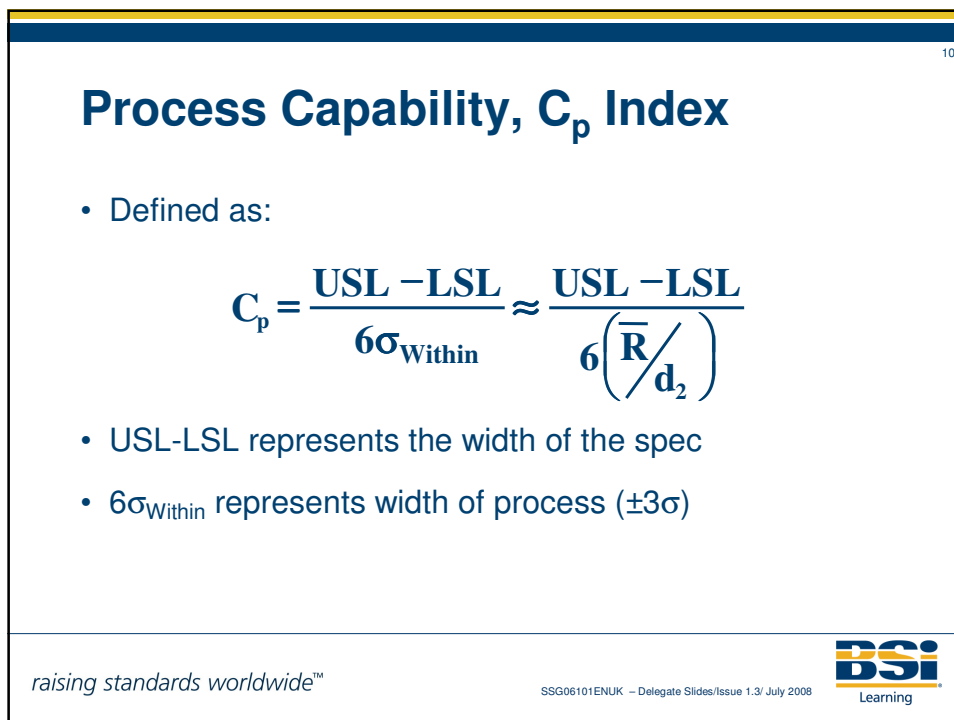 10
Process Capability, Cp Index
• Defined as:
Cp = USL − LSL / 6σWithin ≈ USL − LSL / 6(R̅/d2)
• USL-LSL represents the width of the spec
• 6σWithin represents width of process (±3σ)
raising standards worldwide™
SSG06101ENUK – Delegate Slides/Issue 1.3/ July 2008
BSi
Learning